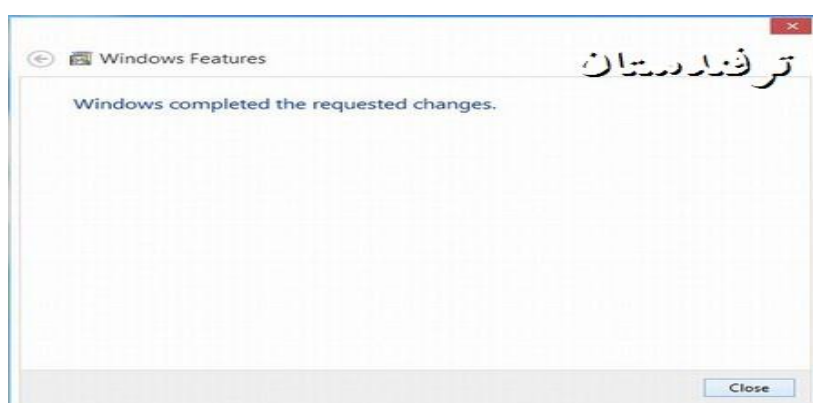 Windows Features
ترفندستان
Windows completed the requested changes.
Close